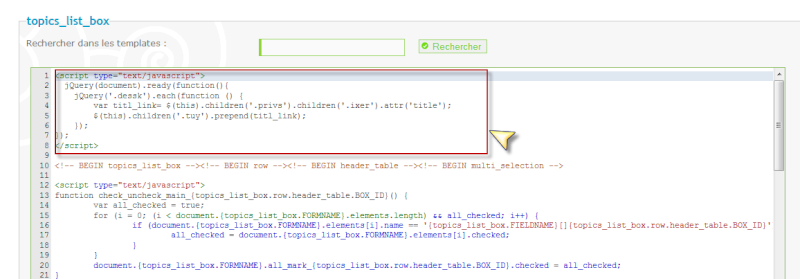 topics_list_box
Rechercher dans les templates :
Rechercher
1 <script type="text/javascript">
2 jQuery(document).ready(function(){
3 jQuery('.dessk').each(function () {
4 var titl_link= $(this).children('.privs').children('.ixer').attr('title');
5 $(this).children('.tuy').prepend(titl_link);
6 });
7 });
8 </script>
9
10 <!-- BEGIN topics_list_box --><!-- BEGIN row --><!-- BEGIN header_table --><!-- BEGIN multi_selection -->
11
12 <script type="text/javascript">
13 function check_uncheck_main_{topics_list_box.row.header_table.BOX_ID}() {
14 var all_checked = true;
15 for (i = 0; (i < document.{topics_list_box.FORMNAME}.elements.length) && all_checked; i++) {
16 if (document.{topics_list_box.FORMNAME}.elements[i].name == '{topics_list_box.FIELDNAME}[]{topics_list_box.row.header_table.BOX_ID}'
17 all_checked = document.{topics_list_box.FORMNAME}.elements[i].checked;
18 }
19 }
20 document.{topics_list_box.FORMNAME}.all_mark_{topics_list_box.row.header_table.BOX_ID}.checked = all_checked;
21 }